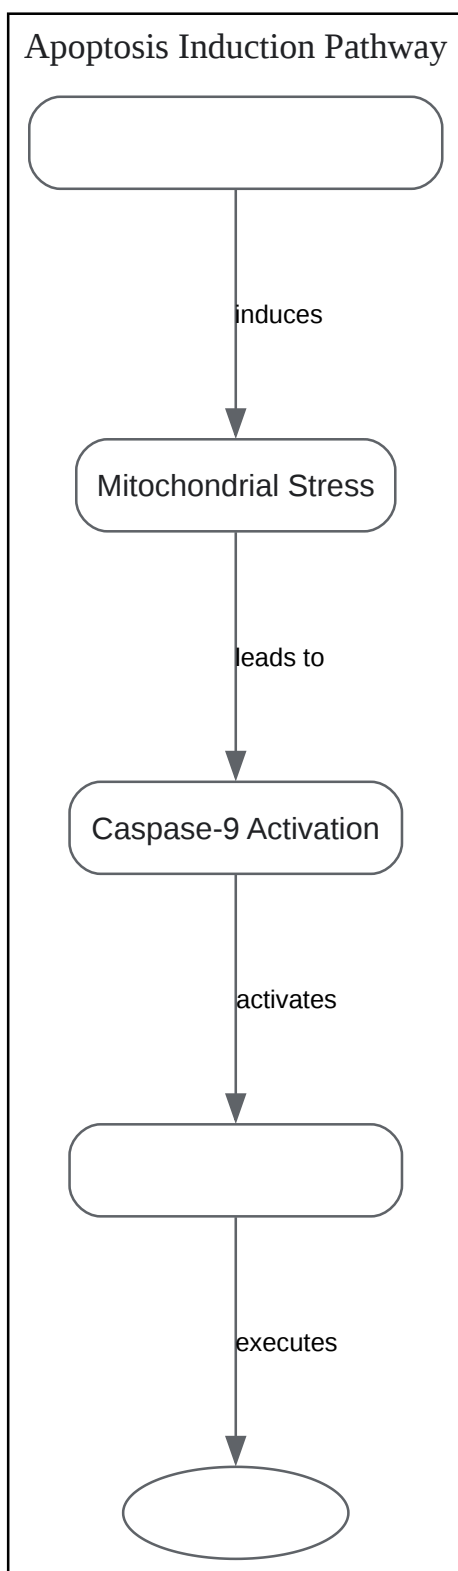 Apoptosis Induction Pathway
induces
Mitochondrial Stress
leads to
Caspase-9 Activation
activates
executes